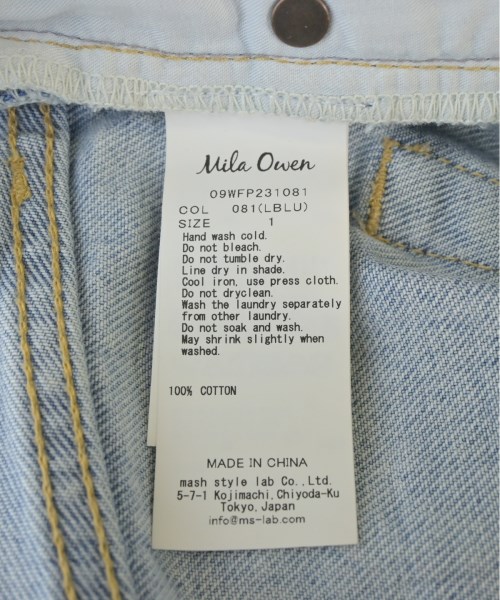 Mila Owen
09WFP231081
COL 081(LBLU)
SIZE 1
Hand wash cold.
Do not bleach.
Do not tumble dry.
Line dry in shade.
Cool iron, use press cloth.
Do not dryclean.
Wash the laundry separately
from other laundry.
Do not soak and wash.
May shrink slightly when
washed.
100% COTTON
MADE IN CHINA
mash style lab Co.,Ltd.
5-7-1 Kojimachi,Chiyoda-Ku
Tokyo,Japan
info@ms-lab.com